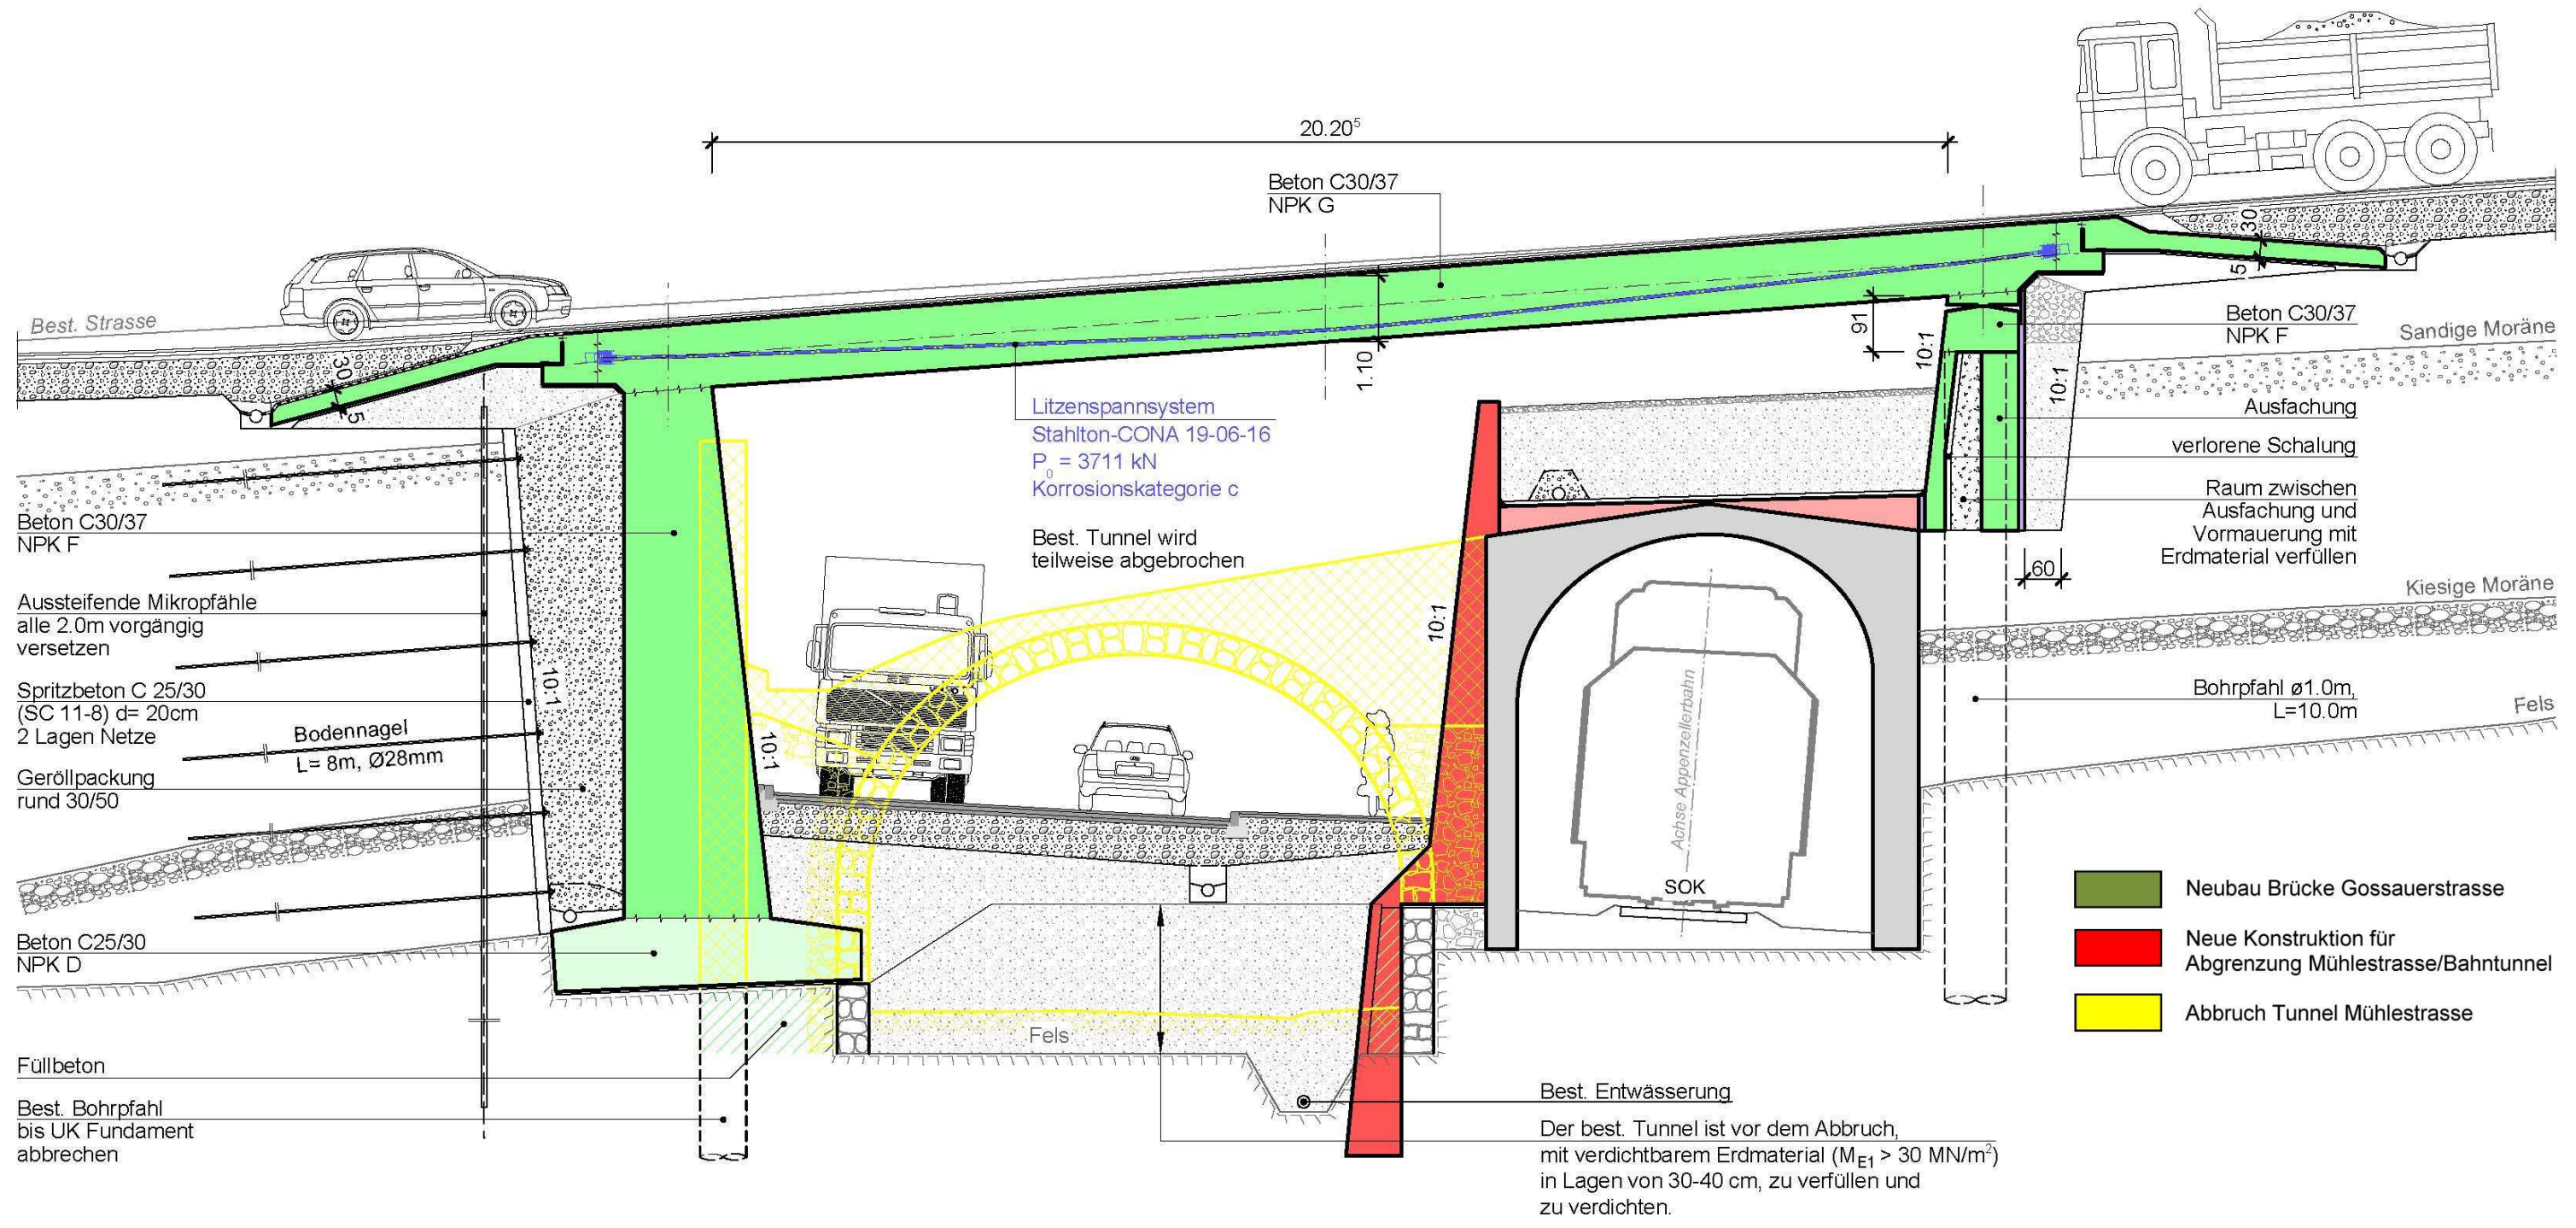 20.20⁵
Beton C30/37
NPK G
Best. Strasse
30
5
1.10
91
10:1
30
5
10:1
Beton C30/37
NPK F
Sandige Moräne
Ausfachung
verlorene Schalung
Raum zwischen
Ausfachung und
Vormauerung mit
Erdmaterial verfüllen
60
Kiesige Moräne
Bohrpfahl ø1.0m,
L=10.0m
Fels
Litzenspannsystem
Stahlton-CONA 19-06-16
P₀ = 3711 kN
Korrosionskategorie c
Best. Tunnel wird
teilweise abgebrochen
Beton C30/37
NPK F
Aussteifende Mikropfähle
alle 2.0m vorgängig
versetzen
Spritzbeton C 25/30
(SC 11-8) d= 20cm
2 Lagen Netze
Bodennagel
L= 8m, Ø28mm
10:1
10:1
10:1
Geröllpackung
rund 30/50
Achse Appenzellerbahn
SOK
Beton C25/30
NPK D
Füllbeton
Best. Bohrpfahl
bis UK Fundament
abbrechen
Fels
Best. Entwässerung
Der best. Tunnel ist vor dem Abbruch,
mit verdichtbarem Erdmaterial (M_E1 > 30 MN/m²)
in Lagen von 30-40 cm, zu verfüllen und
zu verdichten.
Neubau Brücke Gossauerstrasse
Neue Konstruktion für
Abgrenzung Mühlestrasse/Bahntunnel
Abbruch Tunnel Mühlestrasse